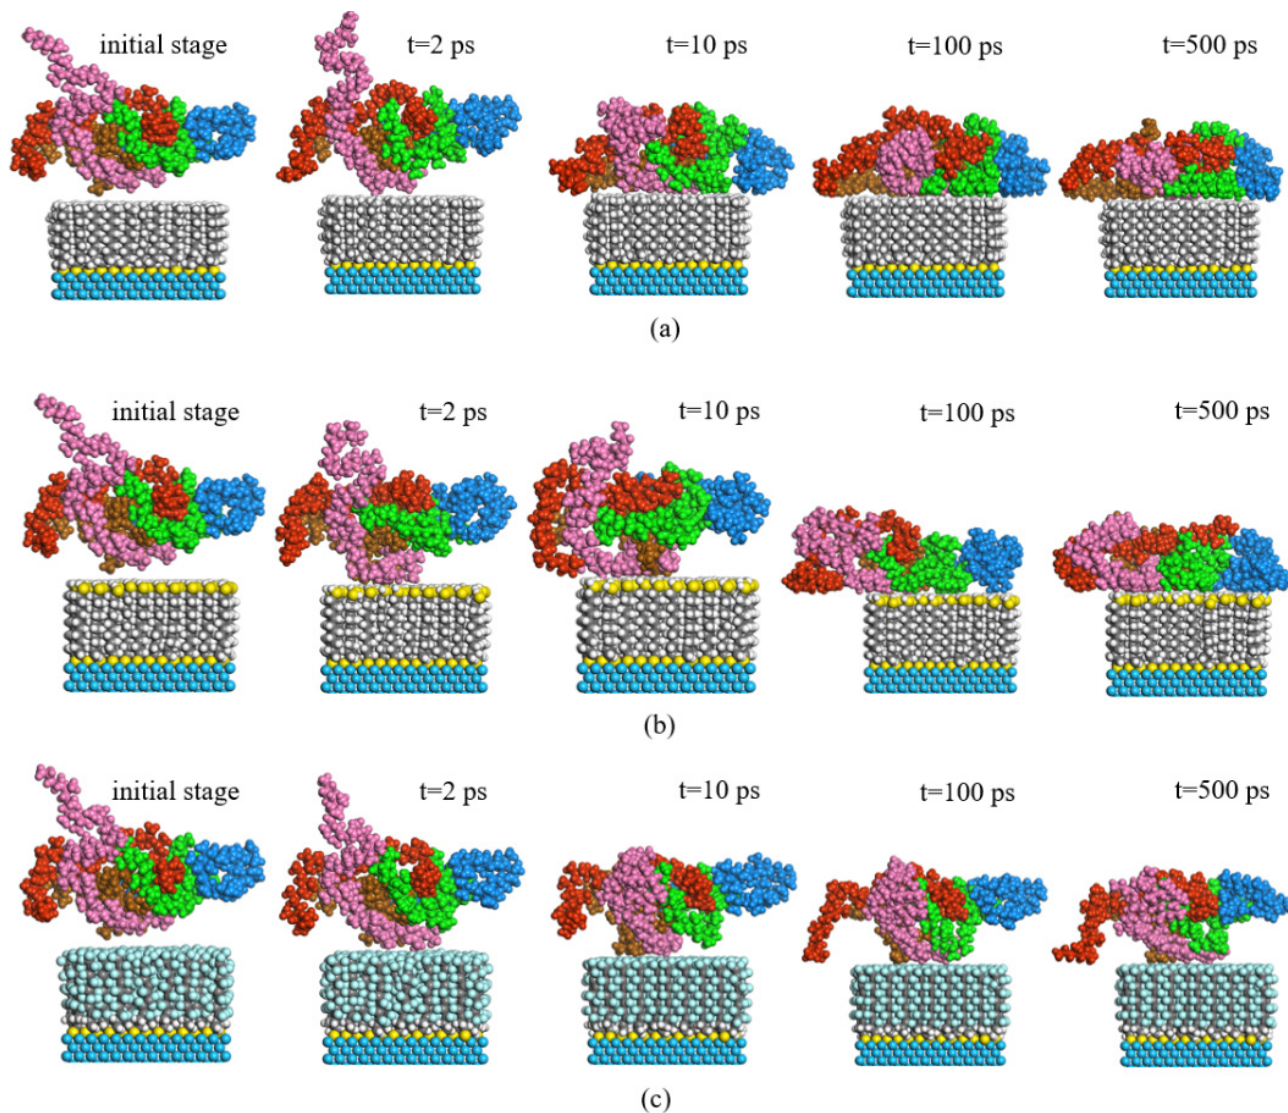 initial stage t=2 ps t=10 ps t=100 ps t=500 ps
(a)
initial stage t=2 ps t=10 ps t=100 ps t=500 ps
(b)
initial stage t=2 ps t=10 ps t=100 ps t=500 ps
(c)